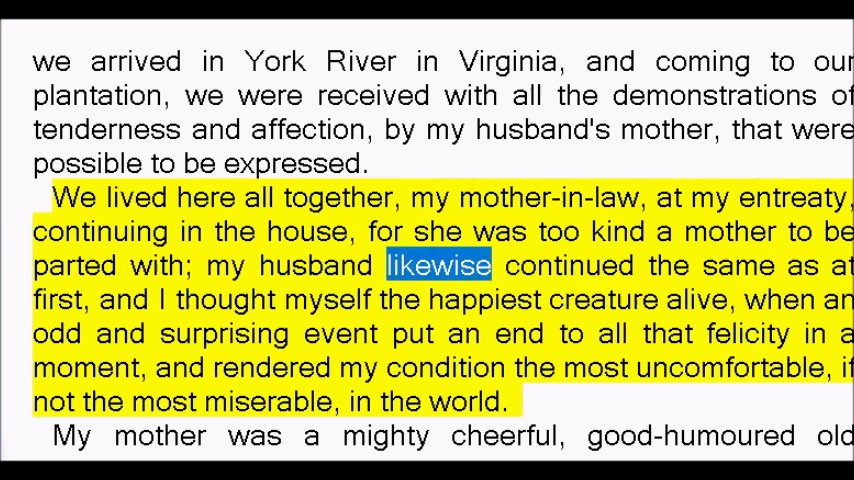 we arrived in York River in Virginia, and coming to our
plantation, we were received with all the demonstrations of
tenderness and affection, by my husband's mother, that were
possible to be expressed.
We lived here all together, my mother-in-law, at my entreaty,
continuing in the house, for she was too kind a mother to be
parted with; my husband likewise continued the same as at
first, and I thought myself the happiest creature alive, when an
odd and surprising event put an end to all that felicity in a
moment, and rendered my condition the most uncomfortable, if
not the most miserable, in the world.
My mother was a mighty cheerful, good-humoured old